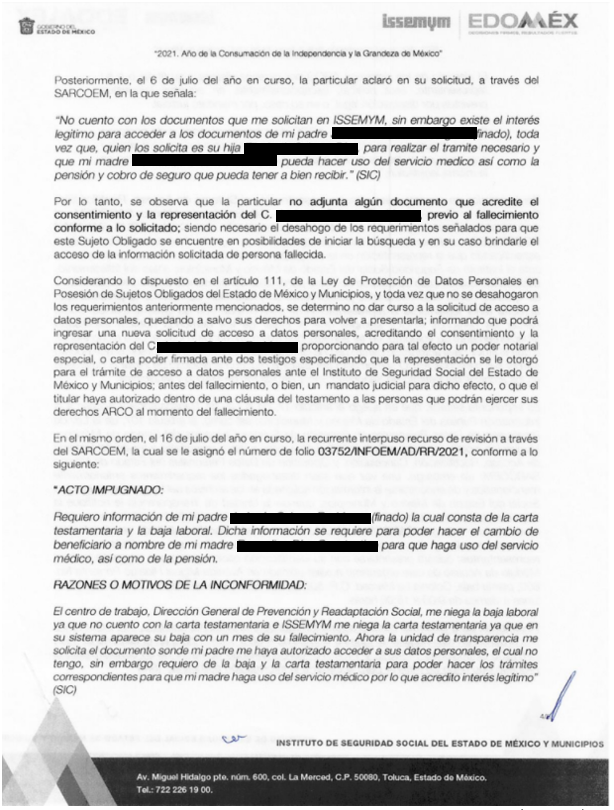 GOBIERNO DEL
ESTADO DE MÉXICO
issemym
EDOMÉX
DECISIONES FIRMES, RESULTADOS FUERTES
"2021. Año de la Consumación de la Independencia y la Grandeza de México"
Posteriormente, el 6 de julio del año en curso, la particular aclaró en su solicitud, a través del
SARCOEM, en la que señala:
"No cuento con los documentos que me solicitan en ISSEMYM, sin embargo existe el interés
legítimo para acceder a los documentos de mi padre finado), toda
vez que, quien los solicita es su hija para realizar el tramite necesario y
que mi madre pueda hacer uso del servicio medico así como la
pensión y cobro de seguro que pueda tener a bien recibir." (SIC)
Por lo tanto, se observa que la particular no adjunta algún documento que acredite el
consentimiento y la representación del C. previo al fallecimiento
conforme a lo solicitado; siendo necesario el desahogo de los requerimientos señalados para que
este Sujeto Obligado se encuentre en posibilidades de iniciar la búsqueda y en su caso brindarle el
acceso de la información solicitada de persona fallecida.
Considerando lo dispuesto en el artículo 111, de la Ley de Protección de Datos Personales en
Posesión de Sujetos Obligados del Estado de México y Municipios, y toda vez que no se desahogaron
los requerimientos anteriormente mencionados, se determino no dar curso a la solicitud de acceso a
datos personales, quedando a salvo sus derechos para volver a presentarla; informando que podrá
ingresar una nueva solicitud de acceso a datos personales, acreditando el consentimiento y la
representación del C proporcionando para tal efecto un poder notarial
especial, o carta poder firmada ante dos testigos especificando que la representación se le otorgó
para el trámite de acceso a datos personales ante el Instituto de Seguridad Social del Estado de
México y Municipios; antes del fallecimiento, o bien, un mandato judicial para dicho efecto, o que el
titular haya autorizado dentro de una cláusula del testamento a las personas que podrán ejercer sus
derechos ARCO al momento del fallecimiento.
En el mismo orden, el 16 de julio del año en curso, la recurrente interpuso recurso de revisión a través
del SARCOEM, la cual se le asignó el número de folio 03752/INFOEM/AD/RR/2021, conforme a lo
siguiente:
"ACTO IMPUGNADO:
Requiero información de mi padre (finado) la cual consta de la carta
testamentaria y la baja laboral. Dicha información se requiere para poder hacer el cambio de
beneficiario a nombre de mi madre para que haga uso del servicio
médico, así como de la pensión.
RAZONES O MOTIVOS DE LA INCONFORMIDAD:
El centro de trabajo, Dirección General de Prevención y Readaptación Social, me niega la baja laboral
ya que no cuento con la carta testamentaria e ISSEMYM me niega la carta testamentaria ya que en
su sistema aparece su baja con un mes de su fallecimiento. Ahora la unidad de transparencia me
solicita el documento sonde mi padre me haya autorizado acceder a sus datos personales, el cual no
tengo, sin embargo requiero de la baja y la carta testamentaria para poder hacer los trámites
correspondientes para que mi madre haga uso del servicio médico por lo que acredito interés legítimo"
(SIC)
INSTITUTO DE SEGURIDAD SOCIAL DEL ESTADO DE MÉXICO Y MUNICIPIOS
Av. Miguel Hidalgo pte. núm. 600, col. La Merced, C.P. 50080, Toluca, Estado de México.
Tel.: 722 226 19 00.